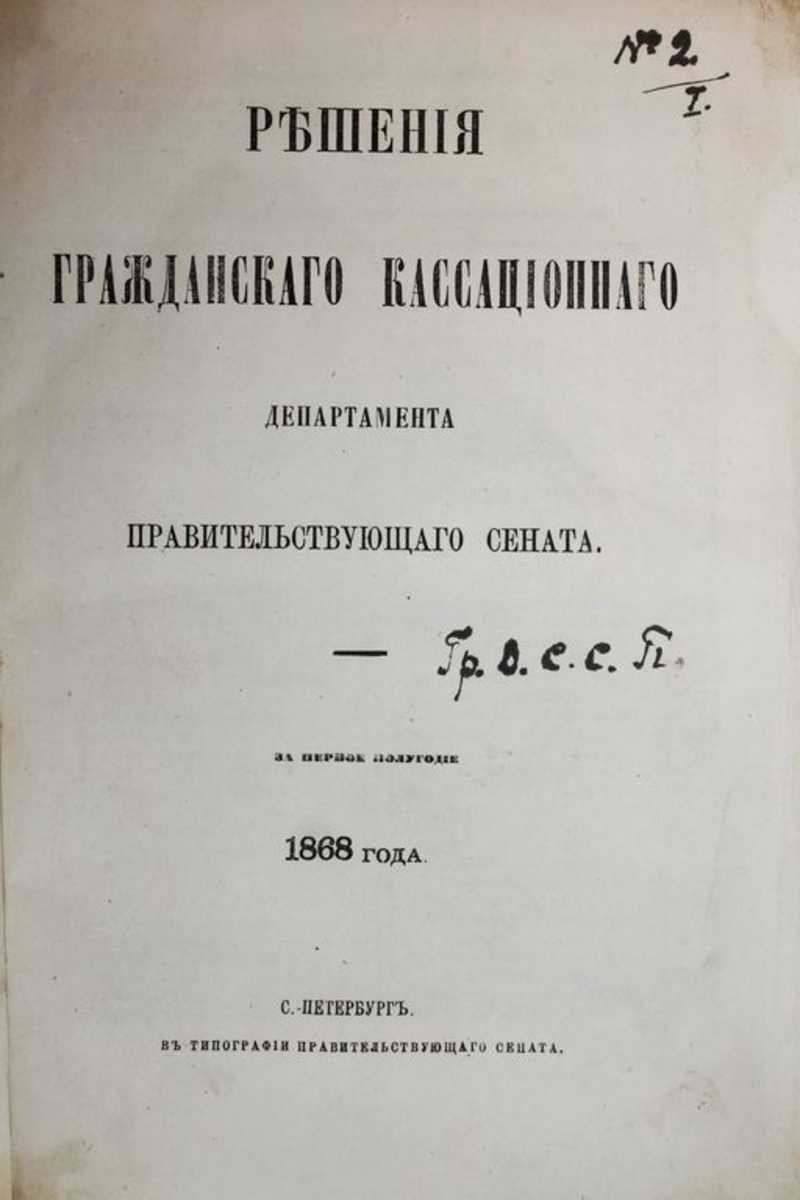 № 2.
I.
РѢШЕНІЯ
ГРАЖДАНСКАГО КАССАЦІОННАГО
ДЕПАРТАМЕНТА
ПРАВИТЕЛЬСТВУЮЩАГО СЕНАТА.
— Гр. д. с. с. П.
ЗА ПЕРВОЕ ПОЛУГОДІЕ
1868 ГОДА.
С.-ПЕТЕРБУРГЪ.
ВЪ ТИПОГРАФІИ ПРАВИТЕЛЬСТВУЮЩАГО СЕНАТА.